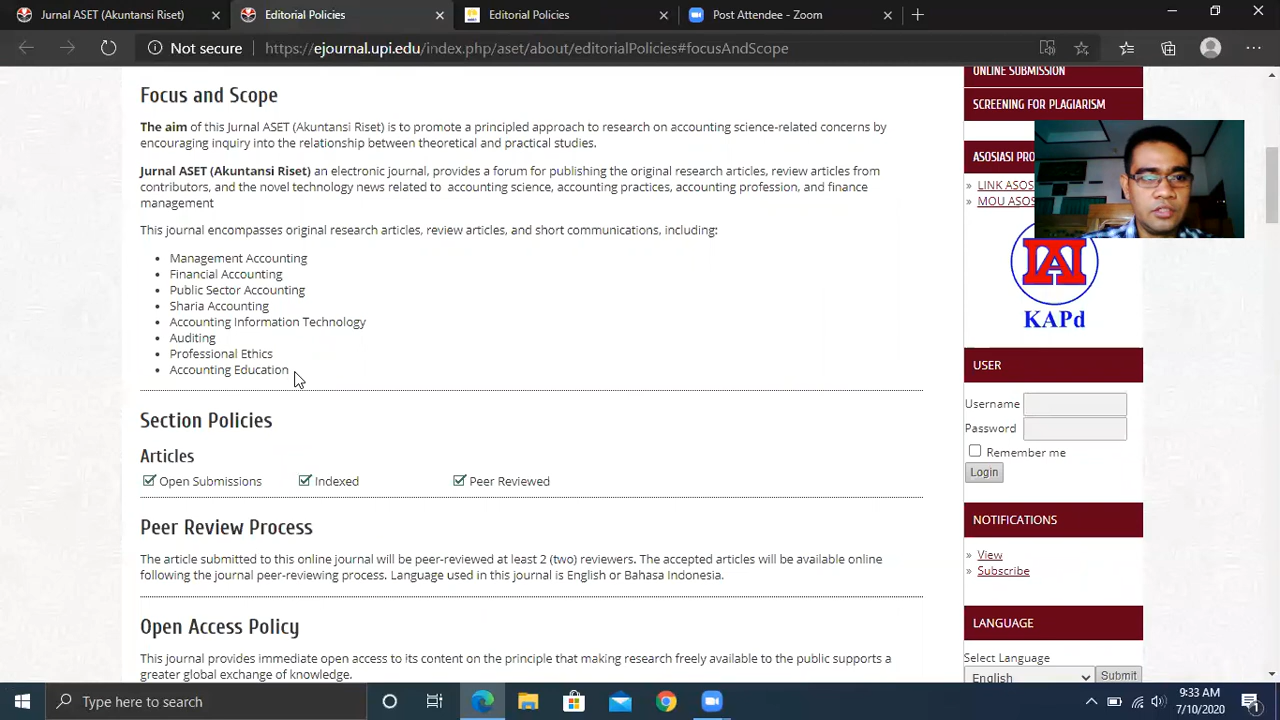 Jurnal ASET (Akuntansi Riset)
Editorial Policies
Editorial Policies
Post Attendee - Zoom
Not secure
https://ejournal.upi.edu/index.php/aset/about/editorialPolicies#focusAndScope
Focus and Scope
The aim of this Jurnal ASET (Akuntansi Riset) is to promote a principled approach to research on accounting science-related concerns by
encouraging inquiry into the relationship between theoretical and practical studies.
Jurnal ASET (Akuntansi Riset) an electronic journal, provides a forum for publishing the original research articles, review articles from
contributors, and the novel technology news related to accounting science, accounting practices, accounting profession, and finance
management
This journal encompasses original research articles, review articles, and short communications, including:
Management Accounting
Financial Accounting
Public Sector Accounting
Sharia Accounting
Accounting Information Technology
Auditing
Professional Ethics
Accounting Education
Section Policies
Articles
Open Submissions
Indexed
Peer Reviewed
Peer Review Process
The article submitted to this online journal will be peer-reviewed at least 2 (two) reviewers. The accepted articles will be available online
following the journal peer-reviewing process. Language used in this journal is English or Bahasa Indonesia.
Open Access Policy
This journal provides immediate open access to its content on the principle that making research freely available to the public supports a
greater global exchange of knowledge.
ONLINE SUBMISSION
SCREENING FOR PLAGIARISM
ASOSIASI PRO
» LINK ASOS
» MOU ASOS
IAI
KAPd
USER
Username
Password
Remember me
Login
NOTIFICATIONS
» View
» Subscribe
LANGUAGE
Select Language
English
Submit
Type here to search
9:33 AM
7/10/2020
1